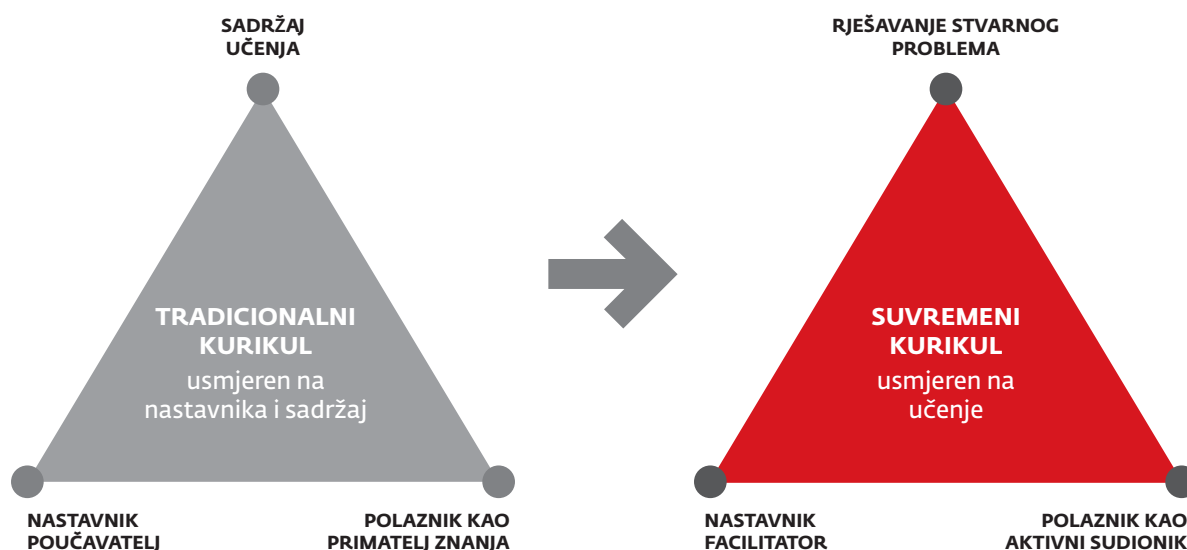 SADRŽAJ
UČENJA
TRADICIONALNI
KURIKUL
usmjeren na
nastavnika i sadržaj
NASTAVNIK
POUČAVATELJ
POLAZNIK KAO
PRIMATELJ ZNANJA
RJEŠAVANJE STVARNOG
PROBLEMA
SUVREMENI
KURIKUL
usmjeren na
učenje
NASTAVNIK
FACILITATOR
POLAZNIK KAO
AKTIVNI SUDIONIK